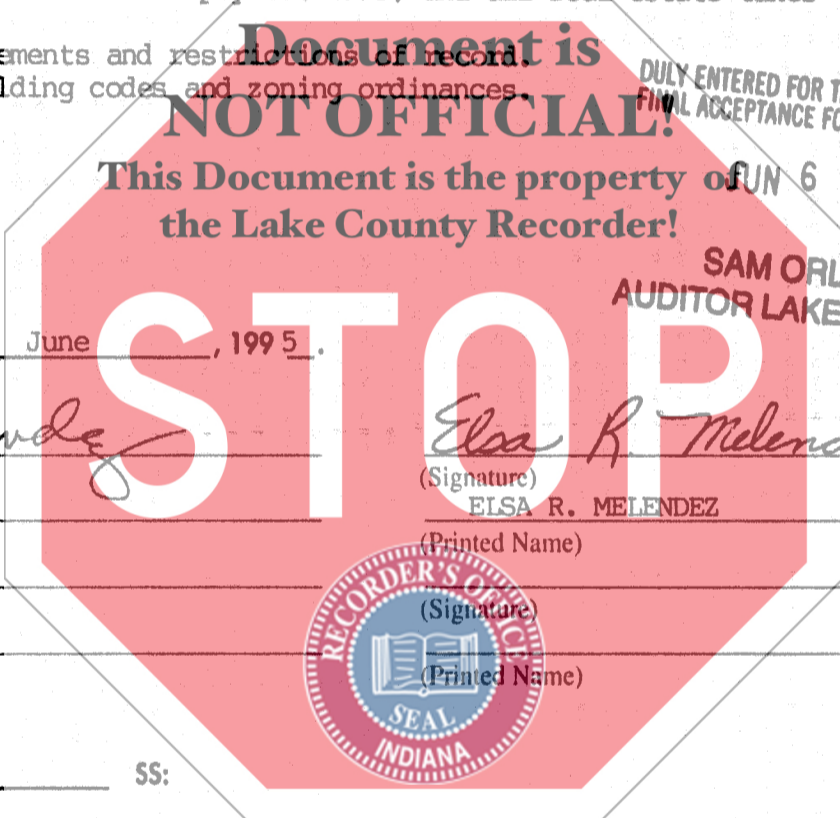 ements and restrictions of record.
lding codes and zoning ordinances.
Document is
NOT OFFICIAL!
This Document is the property of
the Lake County Recorder!
DULY ENTERED FOR T
FINAL ACCEPTANCE FO
JUN 6
SAM ORL
AUDITOR LAKE
June , 1995.
STOP
Elsa R. Melend
(Signature)
ELSA R. MELENDEZ
(Printed Name)
(Signature)
(Printed Name)
RECORDER'S OFFICE
SEAL
INDIANA
SS: